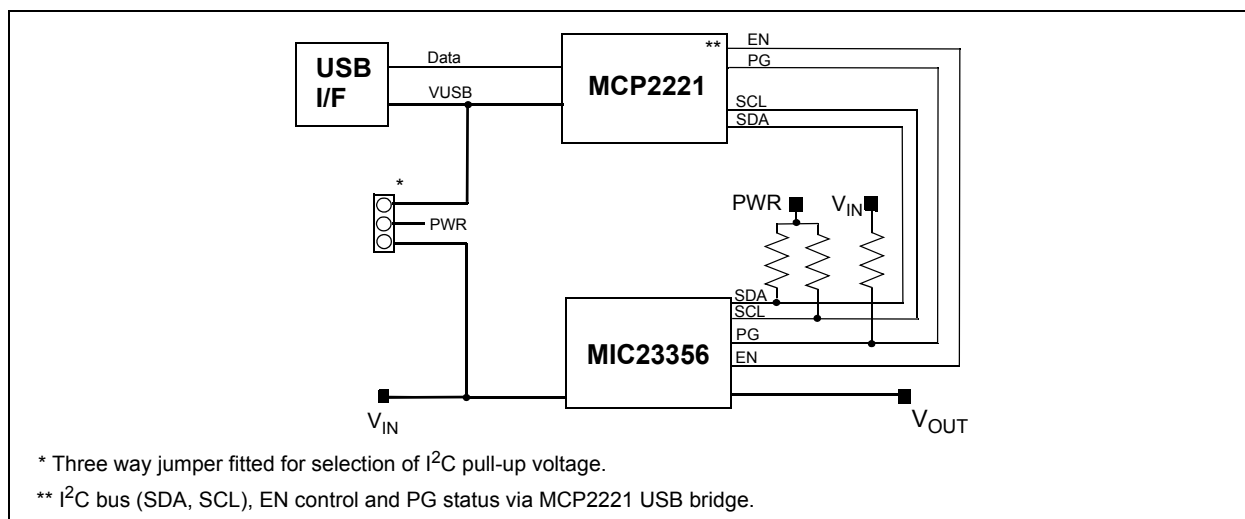 USB
I/F
Data
VUSB
MCP2221
**
EN
PG
SCL
SDA
*
PWR
PWR
VIN
SDA
SCL
PG
EN
MIC23356
VIN
VOUT
* Three way jumper fitted for selection of I²C pull-up voltage.
** I²C bus (SDA, SCL), EN control and PG status via MCP2221 USB bridge.